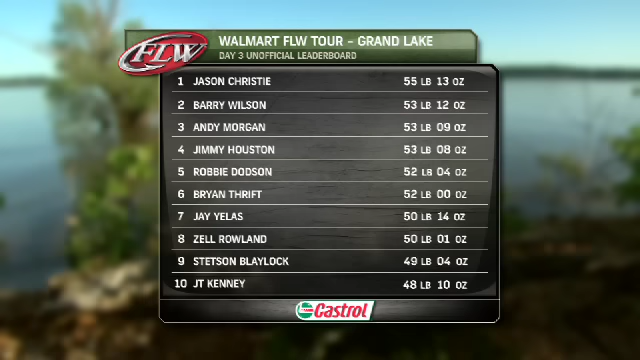 FLW
WALMART FLW TOUR - GRAND LAKE
DAY 3 UNOFFICIAL LEADERBOARD
1 JASON CHRISTIE 55 LB 13 OZ
2 BARRY WILSON 53 LB 12 OZ
3 ANDY MORGAN 53 LB 09 OZ
4 JIMMY HOUSTON 53 LB 08 OZ
5 ROBBIE DODSON 52 LB 04 OZ
6 BRYAN THRIFT 52 LB 00 OZ
7 JAY YELAS 50 LB 14 OZ
8 ZELL ROWLAND 50 LB 01 OZ
9 STETSON BLAYLOCK 49 LB 04 OZ
10 JT KENNEY 48 LB 10 OZ
Castrol